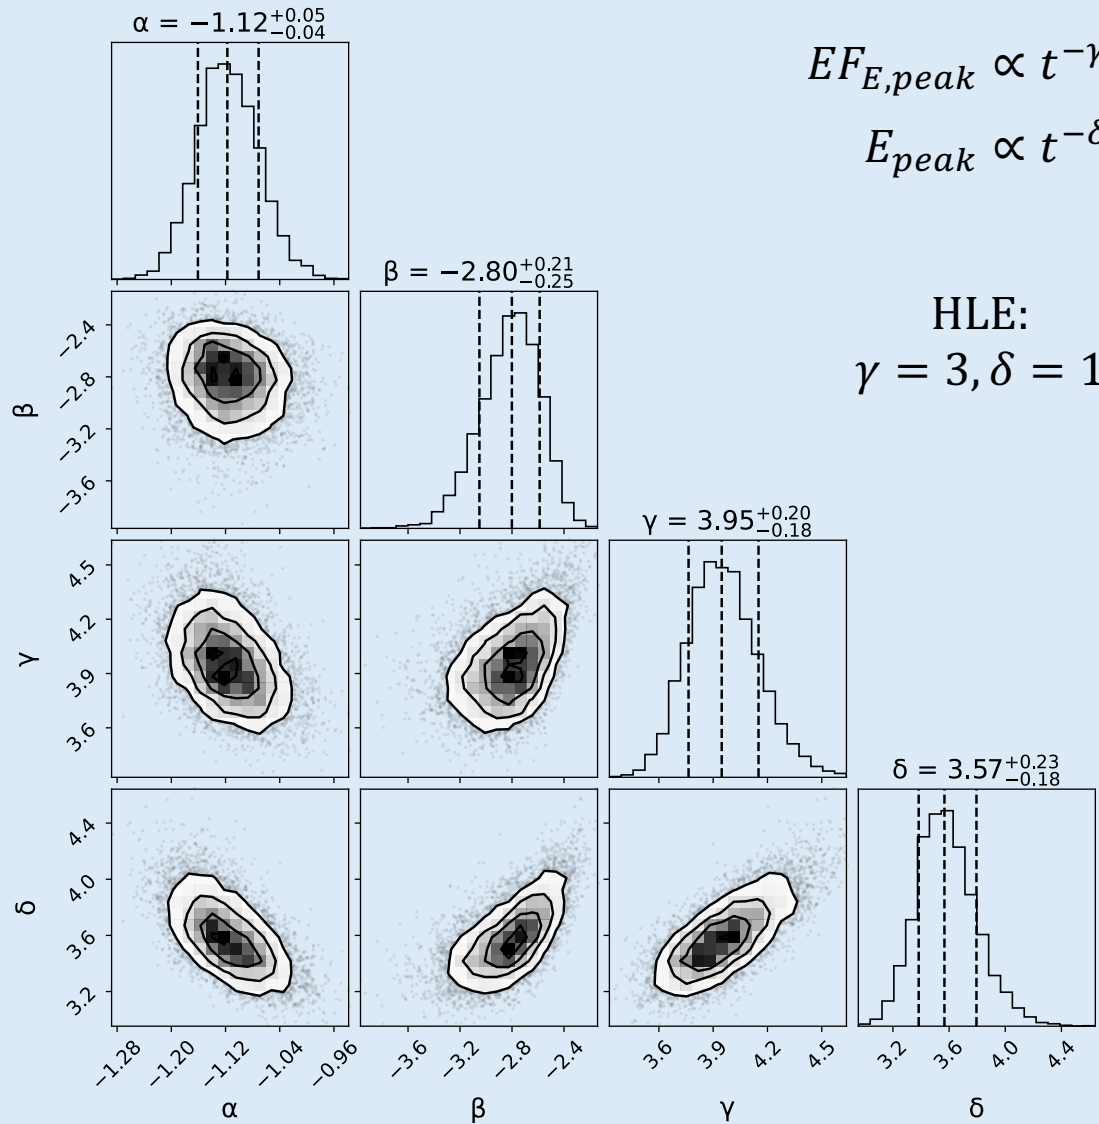 α = −1.12 +0.05 −0.04
EF_{E,peak} ∝ t^{−γ}
E_{peak} ∝ t^{−δ}
β = −2.80 +0.21 −0.25
HLE:
γ = 3, δ = 1
−2.4
−2.8
−3.2
−3.6
β
γ = 3.95 +0.20 −0.18
4.5
4.2
3.9
3.6
γ
δ = 3.57 +0.23 −0.18
4.4
4.0
3.6
3.2
δ
−1.28 −1.20 −1.12 −1.04 −0.96 −3.6 −3.2 −2.8 −2.4 3.6 3.9 4.2 4.5 3.2 3.6 4.0 4.4
α β γ δ